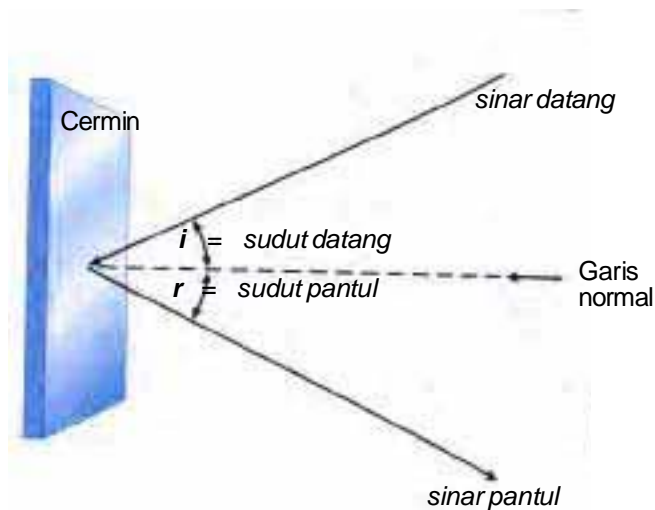 sinar datang
Cermin
i = sudut datang
r = sudut pantul
Garis
normal
sinar pantul